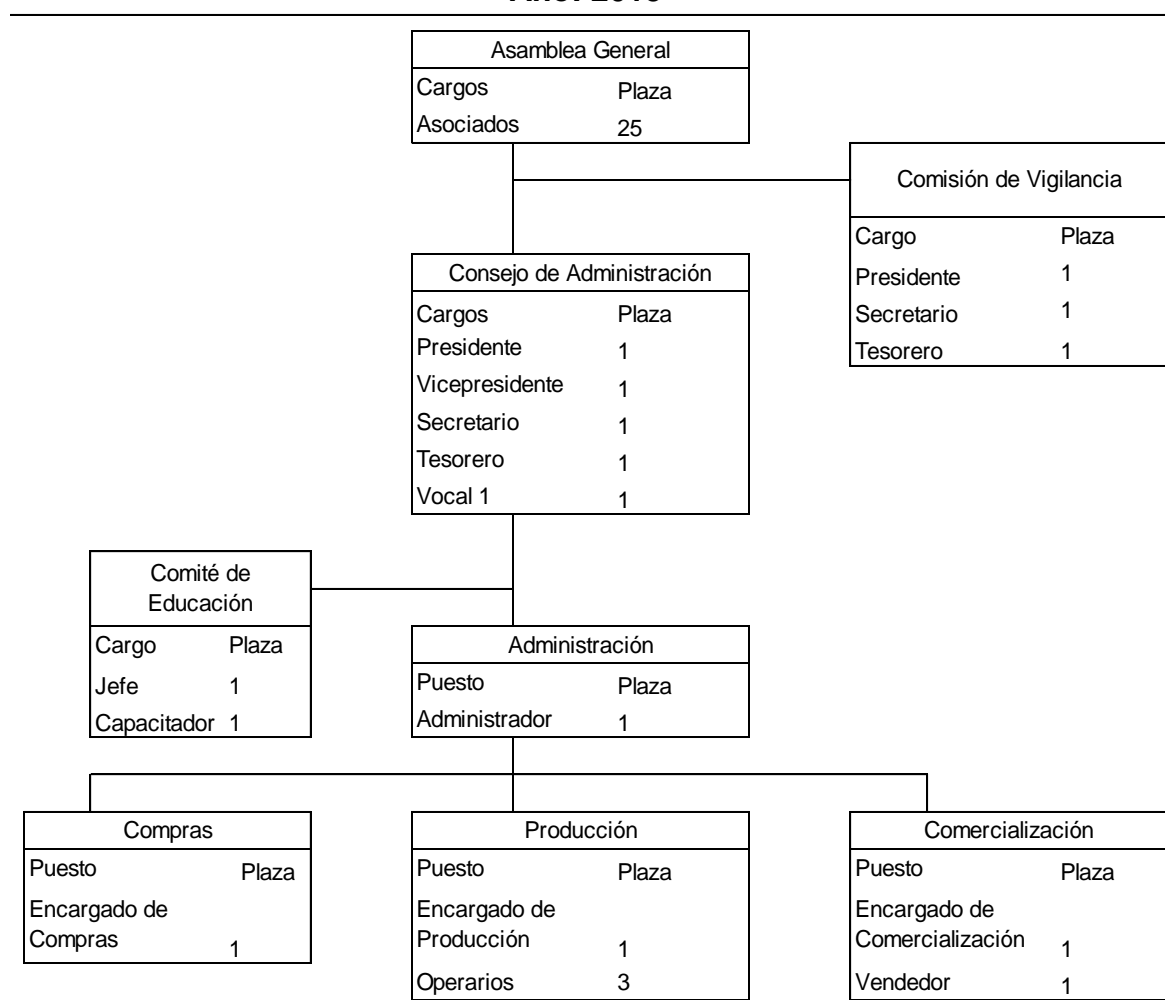 Asamblea General
Cargos Plaza
Asociados 25
Comisión de Vigilancia
Cargo Plaza
Presidente 1
Secretario 1
Tesorero 1
Consejo de Administración
Cargos Plaza
Presidente 1
Vicepresidente 1
Secretario 1
Tesorero 1
Vocal 1 1
Comité de
Educación
Cargo Plaza
Jefe 1
Capacitador 1
Administración
Puesto Plaza
Administrador 1
Compras
Puesto Plaza
Encargado de
Compras 1
Producción
Puesto Plaza
Encargado de
Producción 1
Operarios 3
Comercialización
Puesto Plaza
Encargado de
Comercialización 1
Vendedor 1